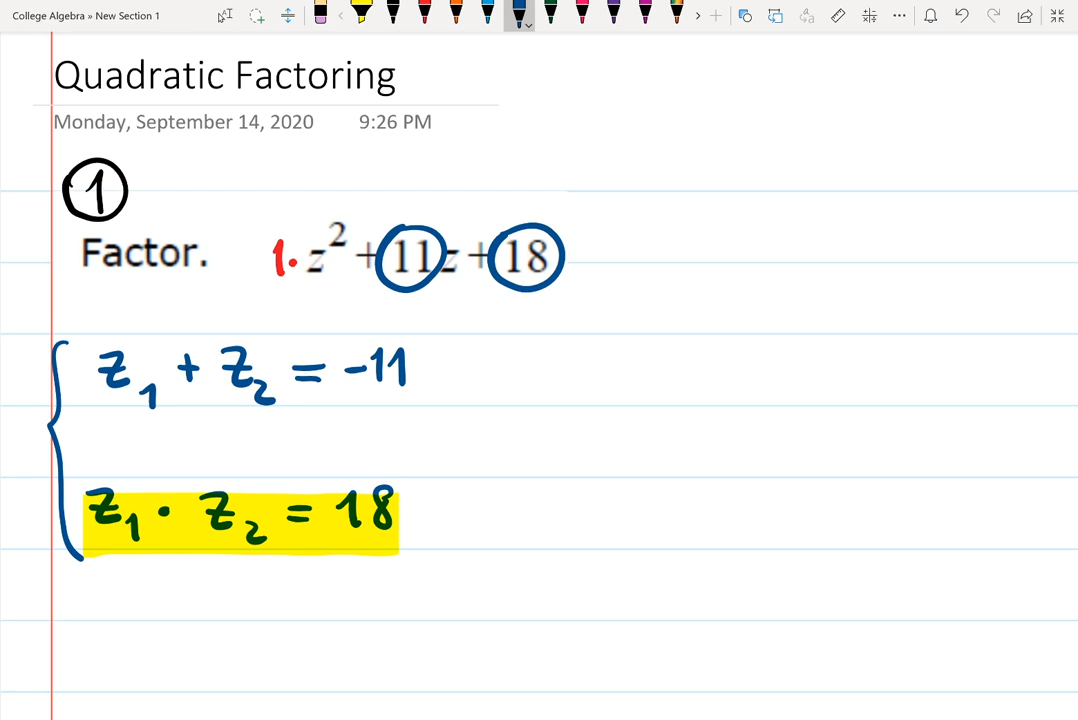 College Algebra » New Section 1
Quadratic Factoring
Monday, September 14, 2020 9:26 PM
1
Factor. 1. z² + 11z + 18
z₁ + z₂ = -11
z₁ · z₂ = 18